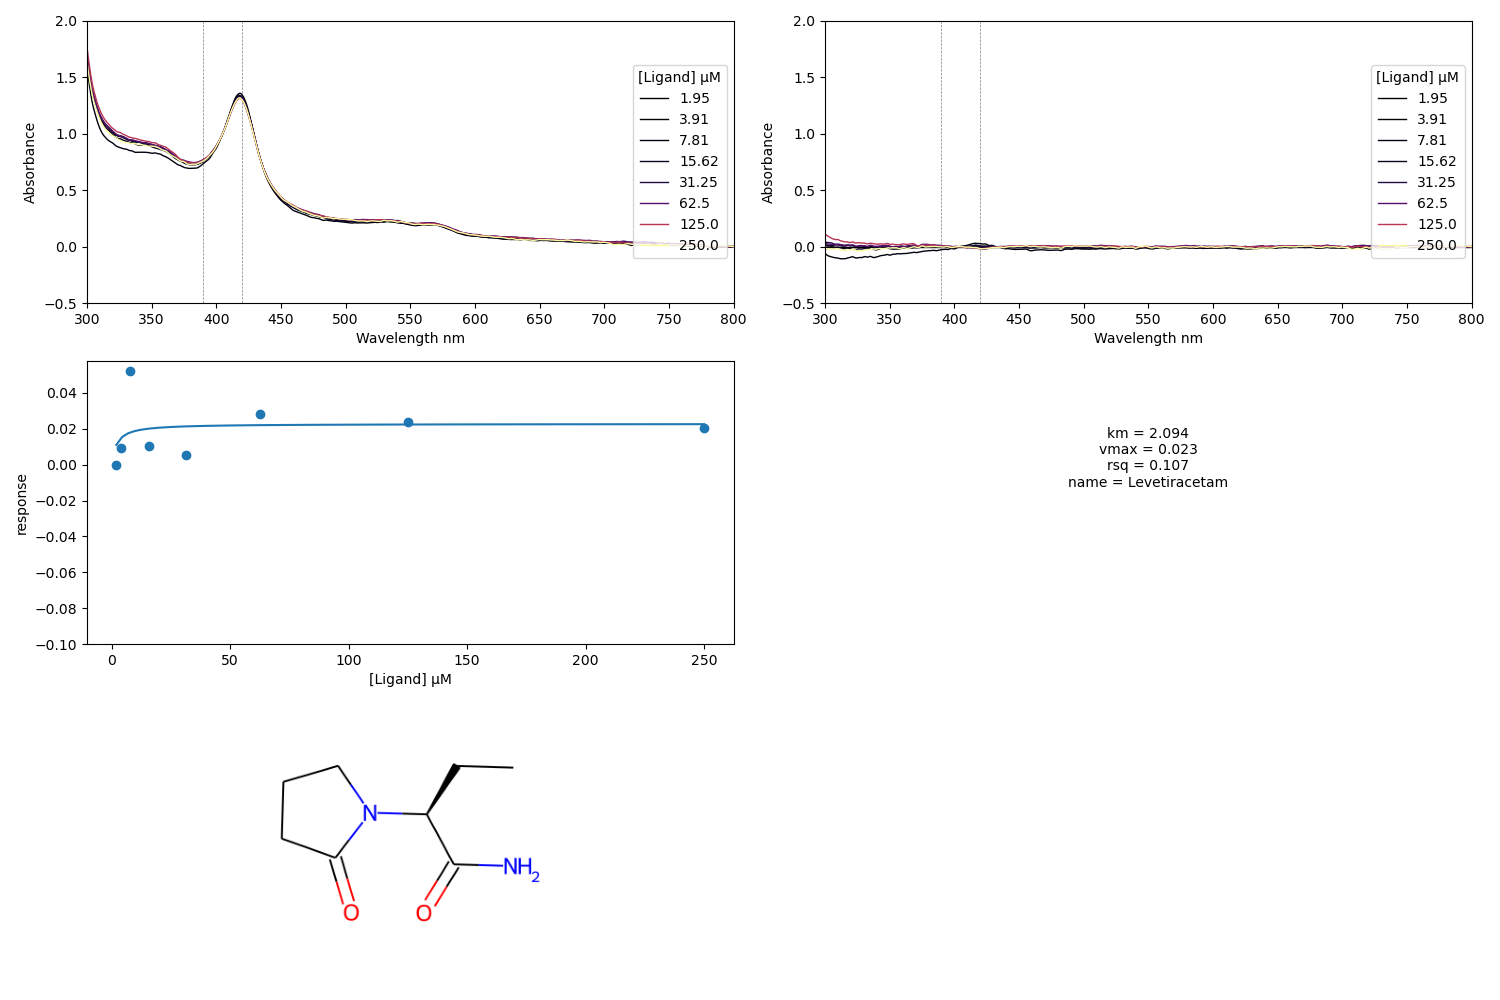 2.0
1.5
1.0
0.5
0.0
−0.5
Absorbance
300 350 400 450 500 550 600 650 700 750 800
Wavelength nm
[Ligand] μM
1.95
3.91
7.81
15.62
31.25
62.5
125.0
250.0
2.0
1.5
1.0
0.5
0.0
−0.5
Absorbance
300 350 400 450 500 550 600 650 700 750 800
Wavelength nm
[Ligand] μM
1.95
3.91
7.81
15.62
31.25
62.5
125.0
250.0
0.04
0.02
0.00
−0.02
−0.04
−0.06
−0.08
−0.10
response
0 50 100 150 200 250
[Ligand] μM
km = 2.094
vmax = 0.023
rsq = 0.107
name = Levetiracetam
N
NH2
O
O